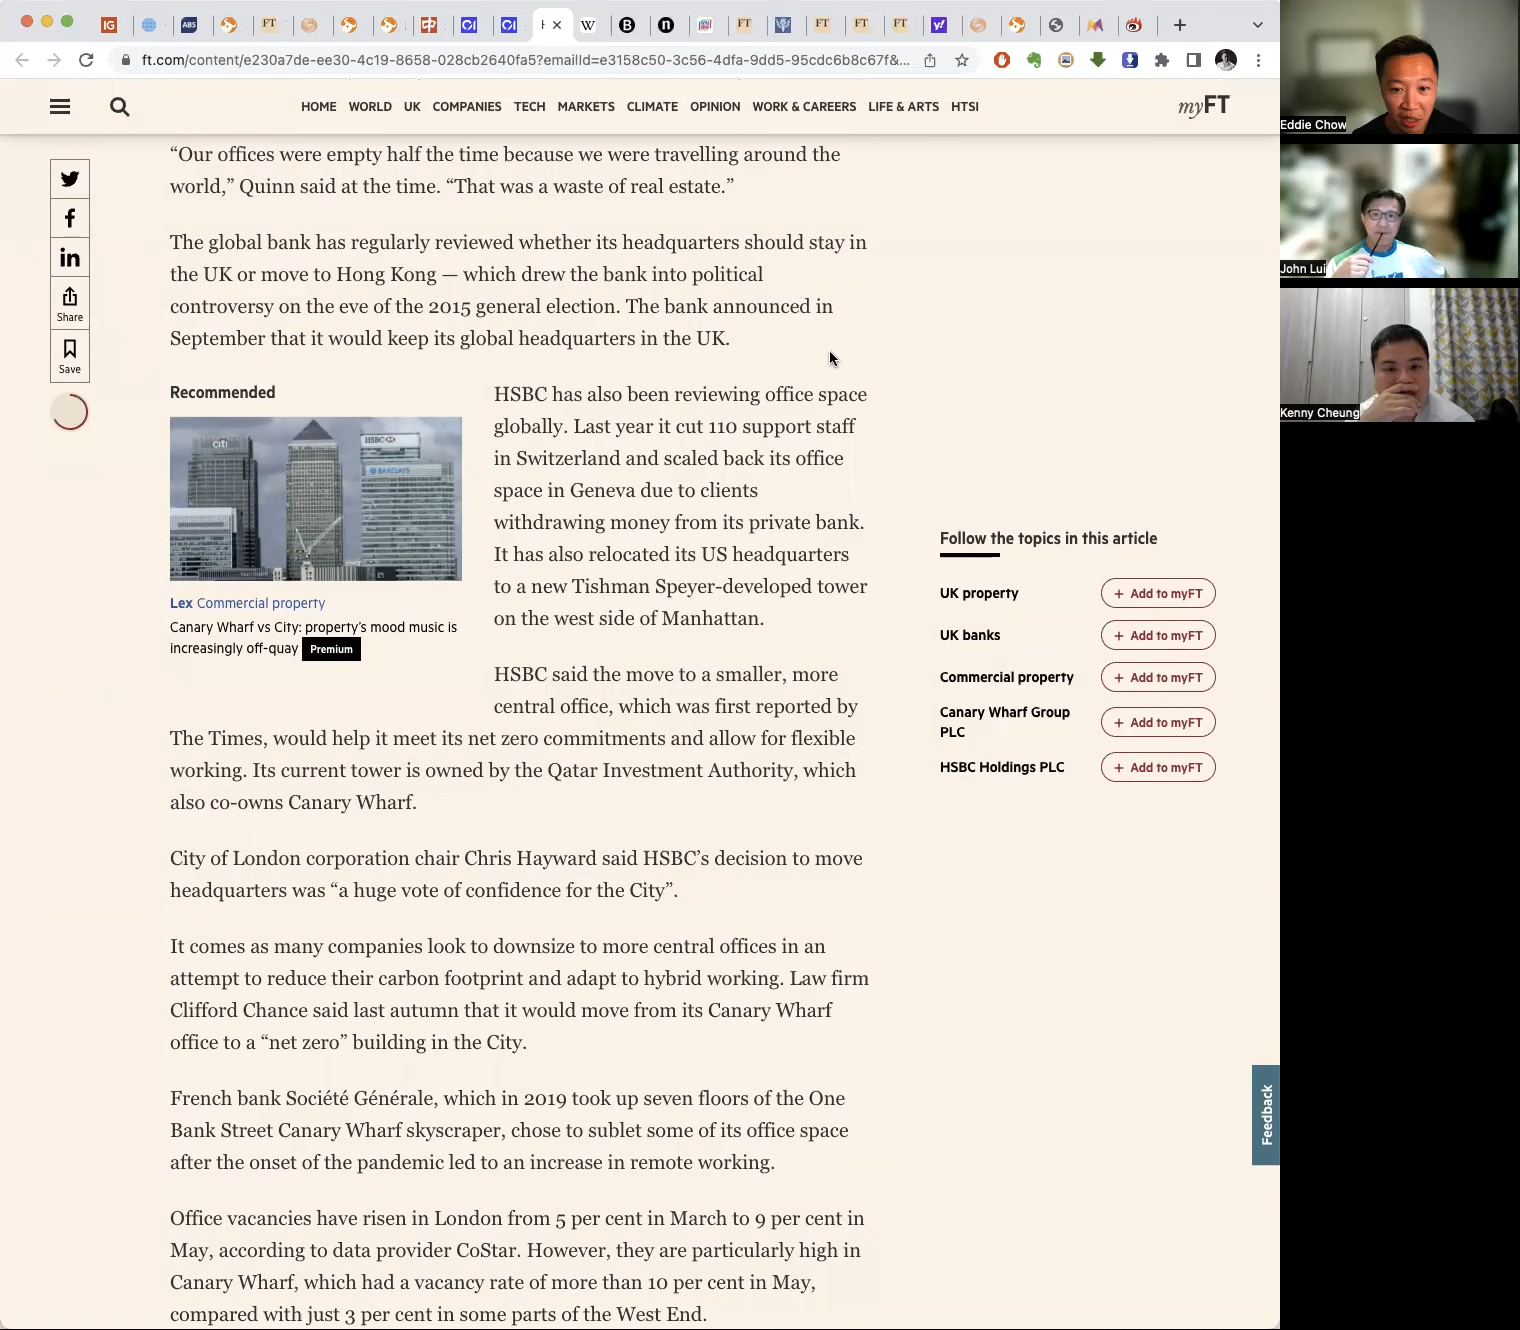 IG
ABS
FT
FT
FT
FT
FT
ft.com/content/e230a7de-ee30-4c19-8658-028cb2640fa5?emailId=e3158c50-3c56-4dfa-9dd5-95cdc6b8c67f&...
HOME WORLD UK COMPANIES TECH MARKETS CLIMATE OPINION WORK & CAREERS LIFE & ARTS HTSI
myFT
“Our offices were empty half the time because we were travelling around the
world,” Quinn said at the time. “That was a waste of real estate.”
The global bank has regularly reviewed whether its headquarters should stay in
the UK or move to Hong Kong — which drew the bank into political
controversy on the eve of the 2015 general election. The bank announced in
September that it would keep its global headquarters in the UK.
Share
Save
Recommended
citi
HSBC
BARCLAYS
Lex Commercial property
Canary Wharf vs City: property’s mood music is
increasingly off-quay Premium
HSBC has also been reviewing office space
globally. Last year it cut 110 support staff
in Switzerland and scaled back its office
space in Geneva due to clients
withdrawing money from its private bank.
It has also relocated its US headquarters
to a new Tishman Speyer-developed tower
on the west side of Manhattan.
HSBC said the move to a smaller, more
central office, which was first reported by
The Times, would help it meet its net zero commitments and allow for flexible
working. Its current tower is owned by the Qatar Investment Authority, which
also co-owns Canary Wharf.
City of London corporation chair Chris Hayward said HSBC’s decision to move
headquarters was “a huge vote of confidence for the City”.
It comes as many companies look to downsize to more central offices in an
attempt to reduce their carbon footprint and adapt to hybrid working. Law firm
Clifford Chance said last autumn that it would move from its Canary Wharf
office to a “net zero” building in the City.
French bank Société Générale, which in 2019 took up seven floors of the One
Bank Street Canary Wharf skyscraper, chose to sublet some of its office space
after the onset of the pandemic led to an increase in remote working.
Office vacancies have risen in London from 5 per cent in March to 9 per cent in
May, according to data provider CoStar. However, they are particularly high in
Canary Wharf, which had a vacancy rate of more than 10 per cent in May,
compared with just 3 per cent in some parts of the West End.
Follow the topics in this article
UK property + Add to myFT
UK banks + Add to myFT
Commercial property + Add to myFT
Canary Wharf Group
PLC + Add to myFT
HSBC Holdings PLC + Add to myFT
Feedback
Eddie Chow
John Lui
Kenny Cheung